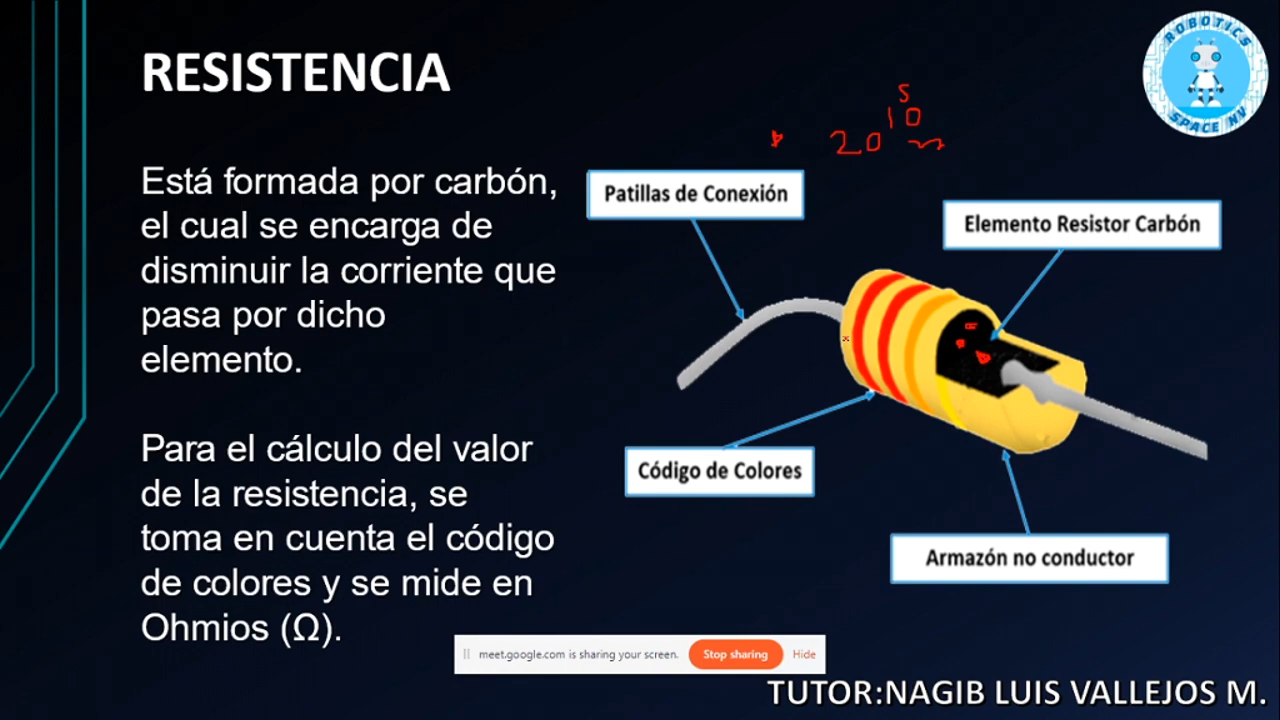 RESISTENCIA
ROBOTICS
SPACE NV
5
10
20
Está formada por carbón,
el cual se encarga de
disminuir la corriente que
pasa por dicho
elemento.
Para el cálculo del valor
de la resistencia, se
toma en cuenta el código
de colores y se mide en
Ohmios (Ω).
Patillas de Conexión
Elemento Resistor Carbón
Código de Colores
Armazón no conductor
meet.google.com is sharing your screen.
Stop sharing
Hide
TUTOR:NAGIB LUIS VALLEJOS M.